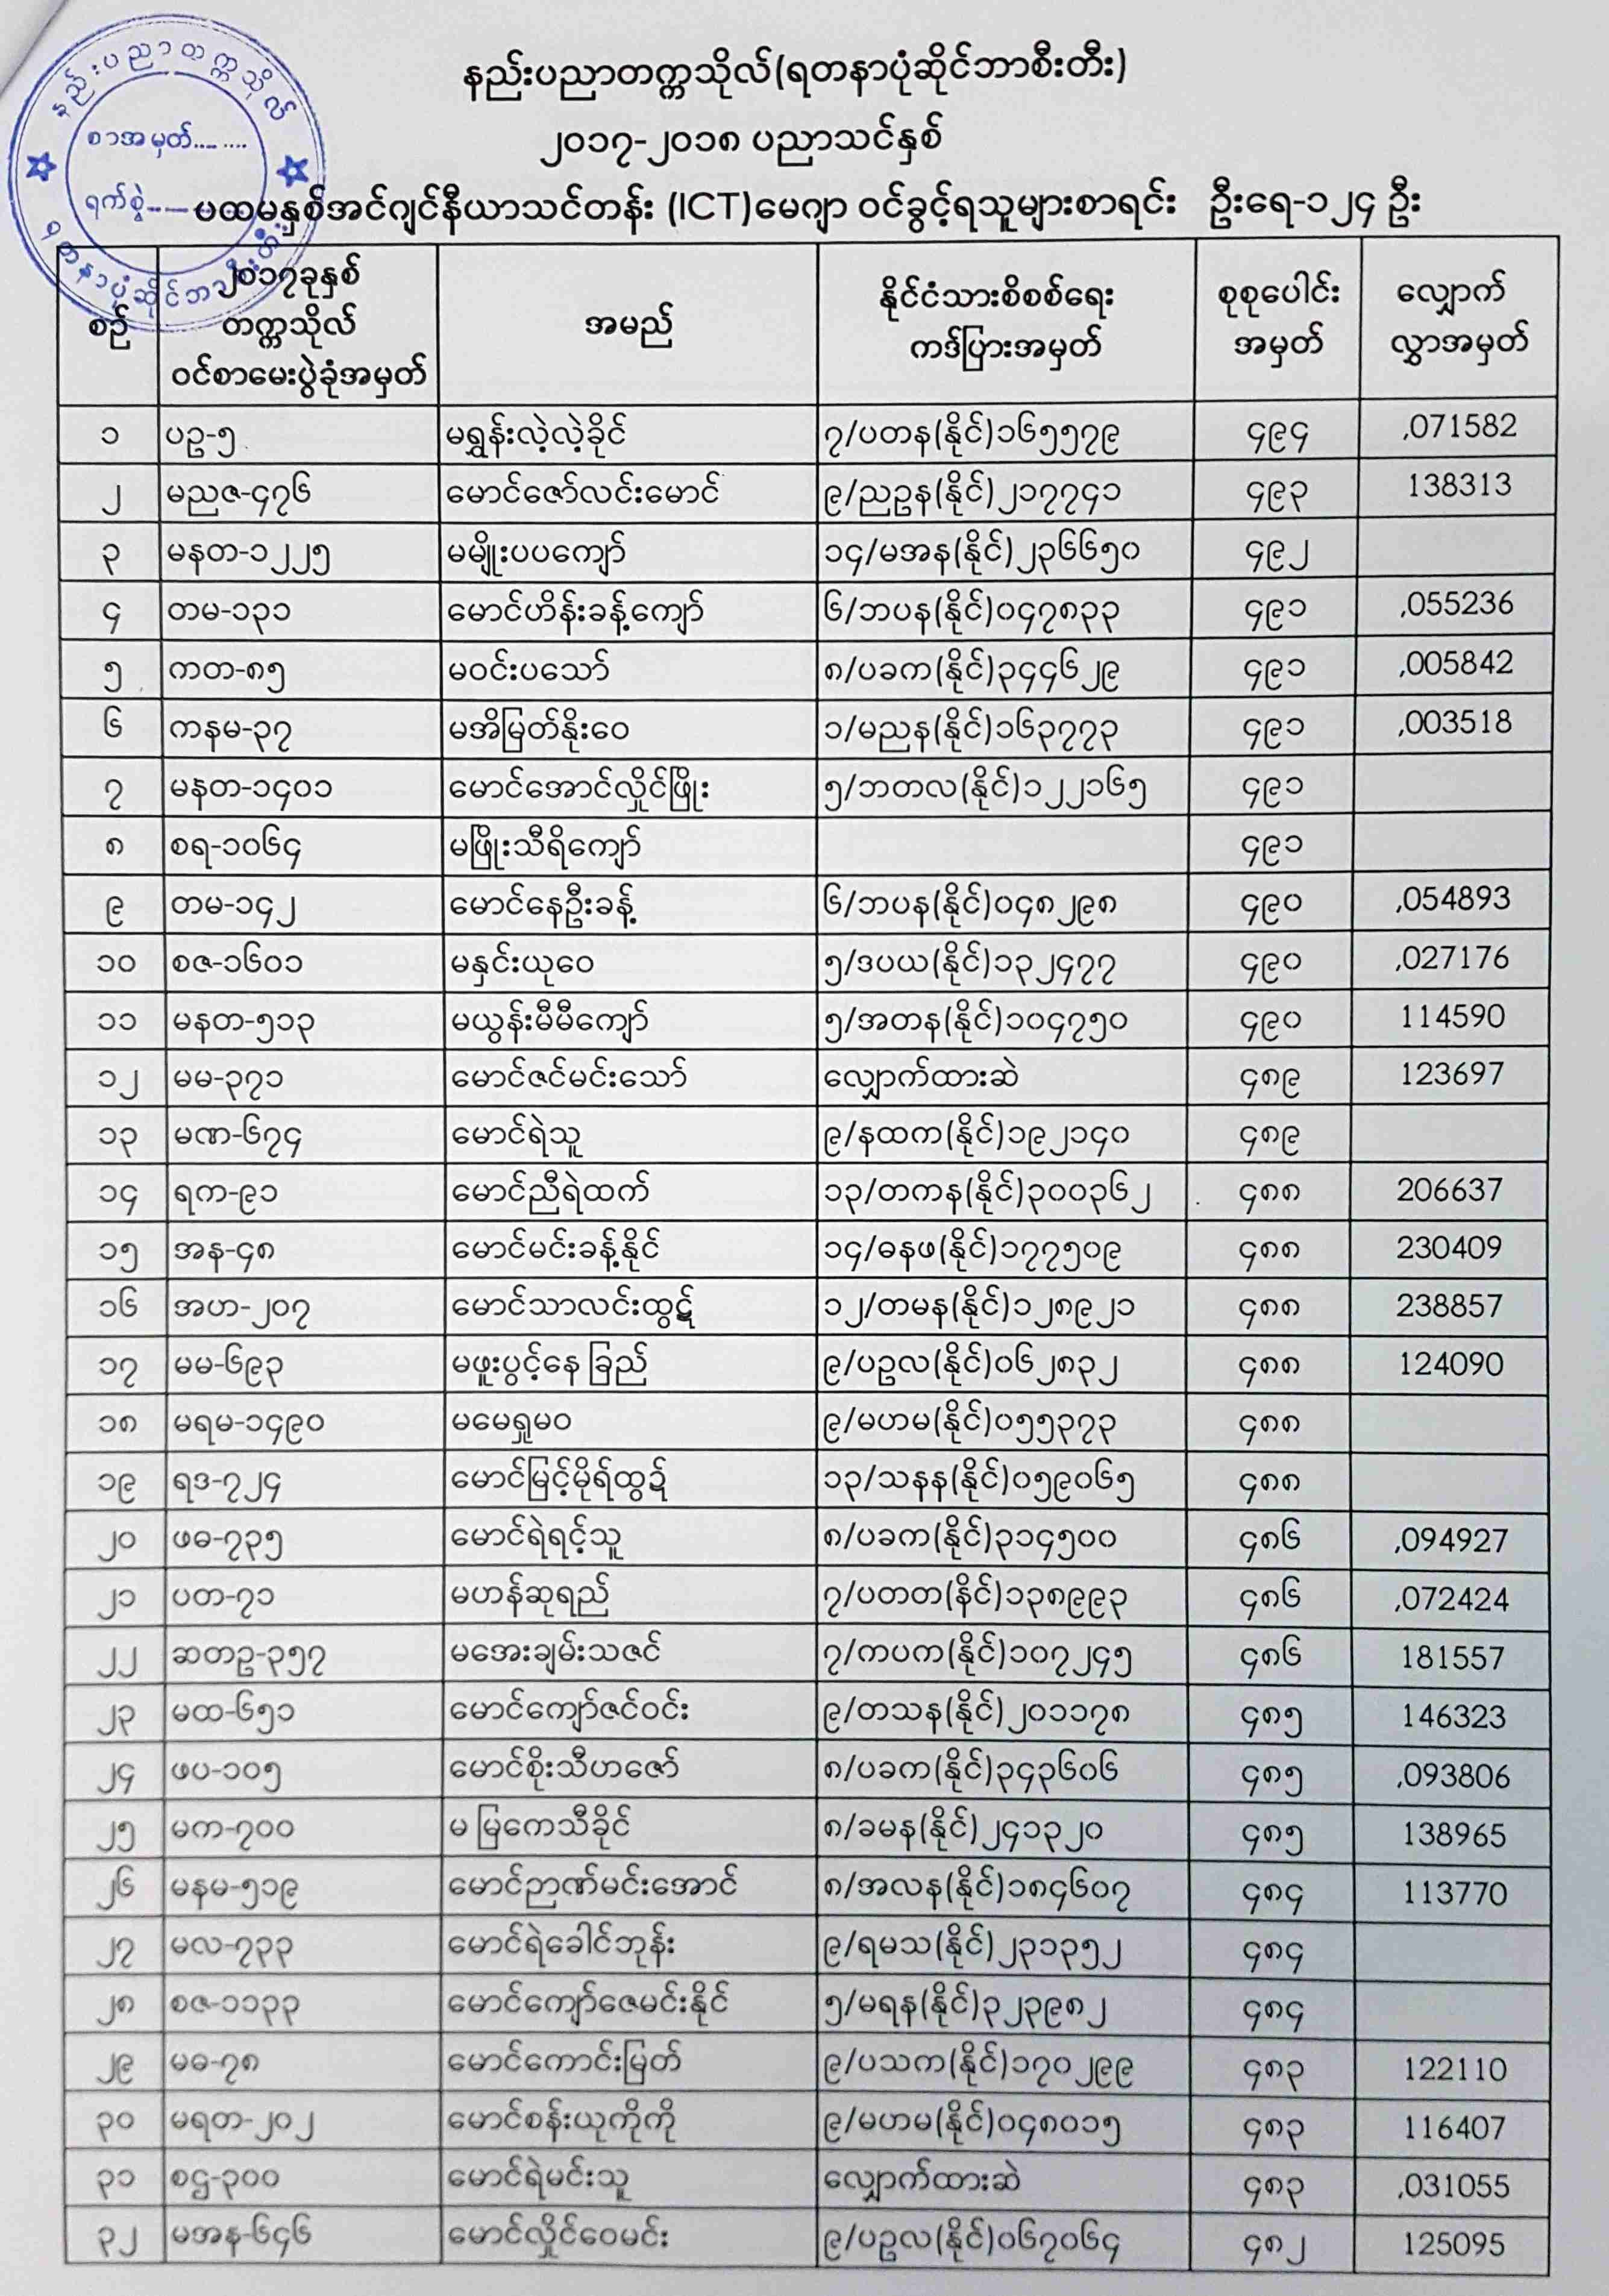 နည်းပညာတက္ကသိုလ်(ရတနာပုံဆိုင်ဘာစီးတီး)
၂၀၁၇-၂၀၁၈ ပညာသင်နှစ်
ပထမနှစ်အင်ဂျင်နီယာသင်တန်း (ICT)မေဂျာ ဝင်ခွင့်ရသူများစာရင်း ဦးရေ-၁၂၄ ဦး
နည်းပညာတက္ကသိုလ်
စာအမှတ်.......
ရက်စွဲ.......
ရတနာပုံဆိုင်ဘာစီးတီး
စဉ် ၂၀၁၇ခုနှစ် တက္ကသိုလ် ဝင်စာမေးပွဲခုံအမှတ် အမည် နိုင်ငံသားစိစစ်ရေး ကဒ်ပြားအမှတ် စုစုပေါင်း အမှတ် လျှောက် လွှာအမှတ်
၁ ပဥ-၅ မရွှန်းလဲ့လဲ့ခိုင် ၇/ပတန(နိုင်)၁၆၅၅၇၉ ၄၉၄ ,071582
၂ မညဇ-၄၇၆ မောင်ဇော်လင်းမောင် ၉/ညဥန(နိုင်)၂၁၇၇၄၁ ၄၉၃ 138313
၃ မနတ-၁၂၂၅ မမျိုးပပကျော် ၁၄/မအန(နိုင်)၂၃၆၆၅၀ ၄၉၂
၄ တမ-၁၃၁ မောင်ဟိန်းခန့်ကျော် ၆/ဘပန(နိုင်)၀၄၇၈၃၃ ၄၉၁ ,055236
၅ ကတ-၈၅ မဝင်းပသော် ၈/ပခက(နိုင်)၃၄၄၆၂၉ ၄၉၁ ,005842
၆ ကနမ-၃၇ မအိမြတ်နိုးဝေ ၁/မညန(နိုင်)၁၆၃၇၇၃ ၄၉၁ ,003518
၇ မနတ-၁၄၀၁ မောင်အောင်လှိုင်ဖြိုး ၅/ဘတလ(နိုင်)၁၂၂၁၆၅ ၄၉၁
၈ စရ-၁၀၆၄ မဖြိုးသီရိကျော် ၄၉၁
၉ တမ-၁၄၂ မောင်နေဦးခန့် ၆/ဘပန(နိုင်)၀၄၈၂၉၈ ၄၉၀ ,054893
၁၀ စဇ-၁၆၀၁ မနှင်းယုဝေ ၅/ဒပယ(နိုင်)၁၃၂၄၇၇ ၄၉၀ ,027176
၁၁ မနတ-၅၁၃ မယွန်းမီမီကျော် ၅/အတန(နိုင်)၁၀၄၇၅၀ ၄၉၀ 114590
၁၂ မမ-၃၇၁ မောင်ဇင်မင်းသော် လျှောက်ထားဆဲ ၄၈၉ 123697
၁၃ မဏ-၆၇၄ မောင်ရဲသူ ၉/နထက(နိုင်)၁၉၂၁၄၀ ၄၈၉
၁၄ ရက-၉၁ မောင်ညီရဲထက် ၁၃/တကန(နိုင်)၃၀၀၃၆၂ ၄၈၈ 206637
၁၅ အန-၄၈ မောင်မင်းခန့်နိုင် ၁၄/ဓနဖ(နိုင်)၁၇၇၅၀၉ ၄၈၈ 230409
၁၆ အဟ-၂၀၇ မောင်သာလင်းထွဋ် ၁၂/တမန(နိုင်)၁၂၈၉၂၁ ၄၈၈ 238857
၁၇ မမ-၆၉၃ မဖူးပွင့်နေခြည် ၉/ပဥလ(နိုင်)၀၆၂၈၃၂ ၄၈၈ 124090
၁၈ မရမ-၁၄၉၀ မမေရှုမဝ ၉/မဟမ(နိုင်)၀၅၅၃၇၃ ၄၈၈
၁၉ ရဒ-၇၂၄ မောင်မြင့်မိုရ်ထွဋ် ၁၃/သနန(နိုင်)၀၅၉၀၆၅ ၄၈၈
၂၀ ဖဓ-၇၃၅ မောင်ရဲရင့်သူ ၈/ပခက(နိုင်)၃၁၄၅၀၀ ၄၈၆ ,094927
၂၁ ပတ-၇၁ မဟန်ဆုရည် ၇/ပတတ(နိုင်)၁၃၈၉၉၃ ၄၈၆ ,072424
၂၂ ဆတဥ-၃၅၇ မအေးချမ်းသဇင် ၇/ကပက(နိုင်)၁၀၇၂၄၅ ၄၈၆ 181557
၂၃ မထ-၆၅၁ မောင်ကျော်ဇင်ဝင်း ၉/တသန(နိုင်)၂၀၁၁၇၈ ၄၈၅ 146323
၂၄ ဖပ-၁၀၅ မောင်စိုးသီဟဇော် ၈/ပခက(နိုင်)၃၄၃၆၀၆ ၄၈၅ ,093806
၂၅ မက-၇၀၀ မမြကေသီခိုင် ၈/ခမန(နိုင်)၂၄၁၃၂၀ ၄၈၅ 138965
၂၆ မနမ-၅၁၉ မောင်ဉာဏ်မင်းအောင် ၈/အလန(နိုင်)၁၈၄၆၀၇ ၄၈၄ 113770
၂၇ မလ-၇၃၃ မောင်ရဲခေါင်ဘုန်း ၉/ရမသ(နိုင်)၂၃၁၃၅၂ ၄၈၄
၂၈ စဇ-၁၁၃၃ မောင်ကျော်ဇေမင်းနိုင် ၅/မရန(နိုင်)၃၂၃၉၈၂ ၄၈၄
၂၉ မဓ-၇၈ မောင်ကောင်းမြတ် ၉/ပသက(နိုင်)၁၇၀၂၉၉ ၄၈၃ 122110
၃၀ မရတ-၂၀၂ မောင်စန်းယုကိုကို ၉/မဟမ(နိုင်)၀၄၈၀၁၅ ၄၈၃ 116407
၃၁ စဌ-၃၀၀ မောင်ရဲမင်းသူ လျှောက်ထားဆဲ ၄၈၃ ,031055
၃၂ မအန-၆၄၆ မောင်လှိုင်ဝေမင်း ၉/ပဥလ(နိုင်)၀၆၇၀၆၄ ၄၈၂ 125095